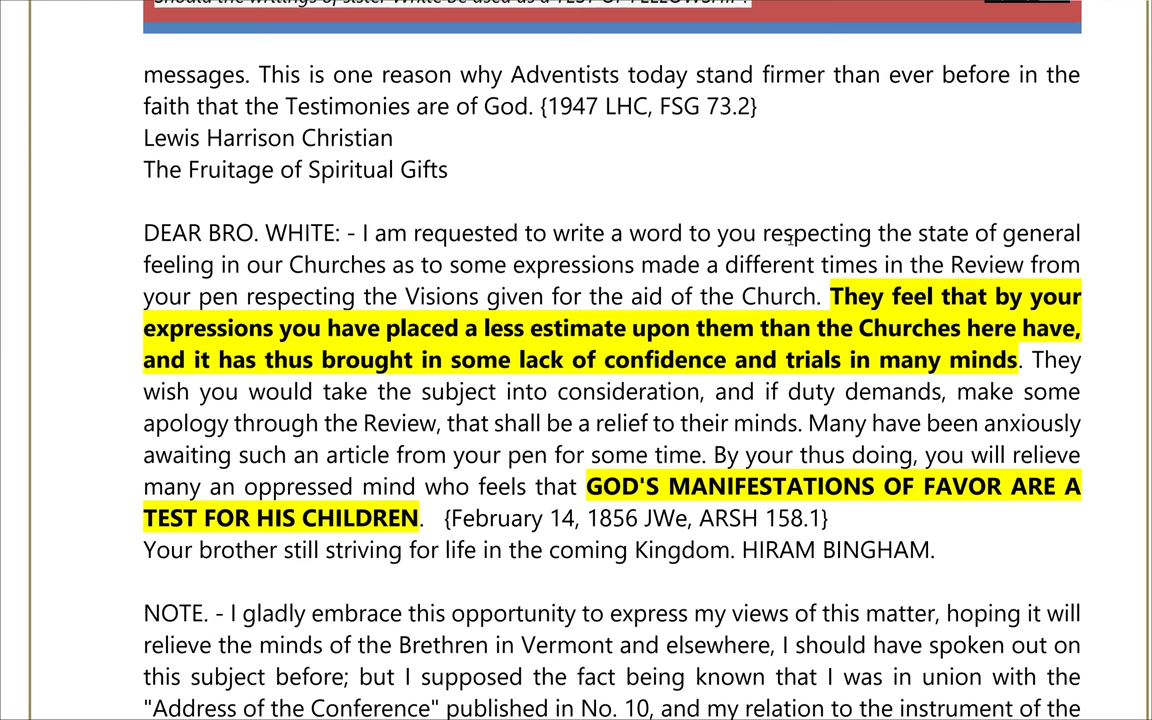 Should the writings of sister White be used as a TEST OF FELLOWSHIP?
messages. This is one reason why Adventists today stand firmer than ever before in the
faith that the Testimonies are of God. {1947 LHC, FSG 73.2}
Lewis Harrison Christian
The Fruitage of Spiritual Gifts
DEAR BRO. WHITE: - I am requested to write a word to you respecting the state of general
feeling in our Churches as to some expressions made a different times in the Review from
your pen respecting the Visions given for the aid of the Church. They feel that by your
expressions you have placed a less estimate upon them than the Churches here have,
and it has thus brought in some lack of confidence and trials in many minds. They
wish you would take the subject into consideration, and if duty demands, make some
apology through the Review, that shall be a relief to their minds. Many have been anxiously
awaiting such an article from your pen for some time. By your thus doing, you will relieve
many an oppressed mind who feels that GOD'S MANIFESTATIONS OF FAVOR ARE A
TEST FOR HIS CHILDREN. {February 14, 1856 JWe, ARSH 158.1}
Your brother still striving for life in the coming Kingdom. HIRAM BINGHAM.
NOTE. - I gladly embrace this opportunity to express my views of this matter, hoping it will
relieve the minds of the Brethren in Vermont and elsewhere, I should have spoken out on
this subject before; but I supposed the fact being known that I was in union with the
"Address of the Conference" published in No. 10, and my relation to the instrument of the